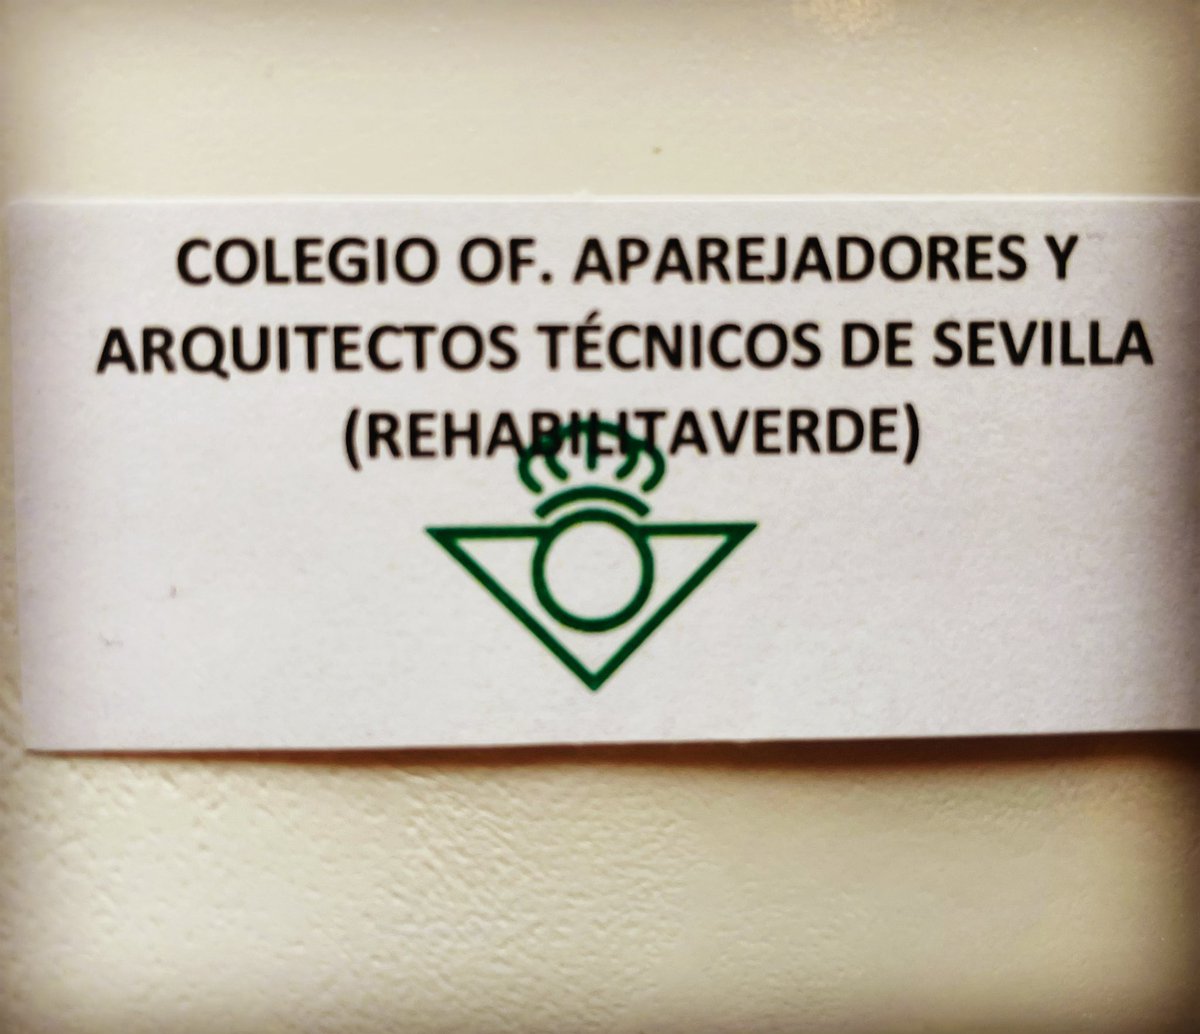 COLEGIO OF. APAREJADORES Y
ARQUITECTOS TÉCNICOS DE SEVILLA
(REHABILITAVERDE)